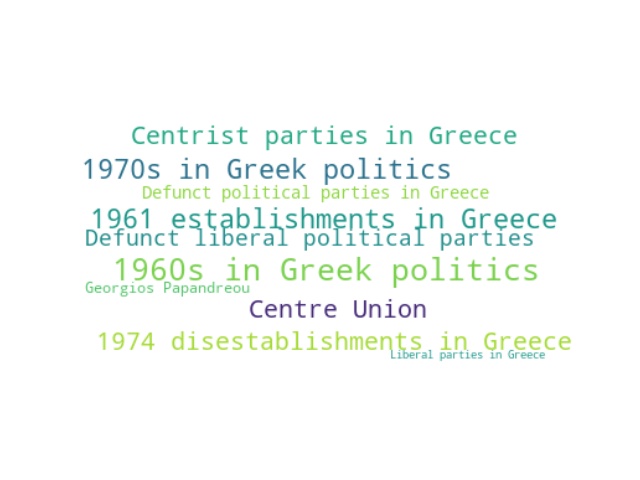 Centrist parties in Greece
1970s in Greek politics
Defunct political parties in Greece
1961 establishments in Greece
Defunct liberal political parties
1960s in Greek politics
Georgios Papandreou
Centre Union
1974 disestablishments in Greece
Liberal parties in Greece